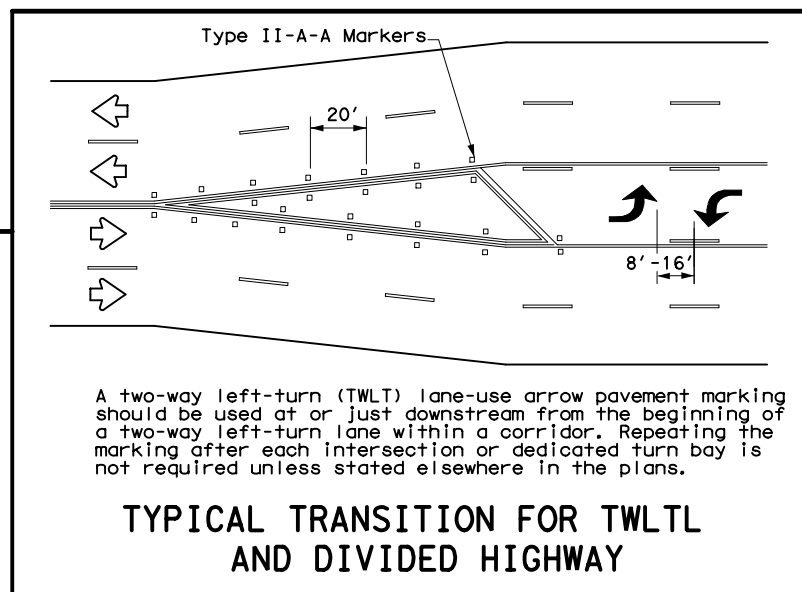 Type II-A-A Markers
20'
8'-16'
A two-way left-turn (TWLT) lane-use arrow pavement marking
should be used at or just downstream from the beginning of
a two-way left-turn lane within a corridor. Repeating the
marking after each intersection or dedicated turn bay is
not required unless stated elsewhere in the plans.
TYPICAL TRANSITION FOR TWLTL
AND DIVIDED HIGHWAY